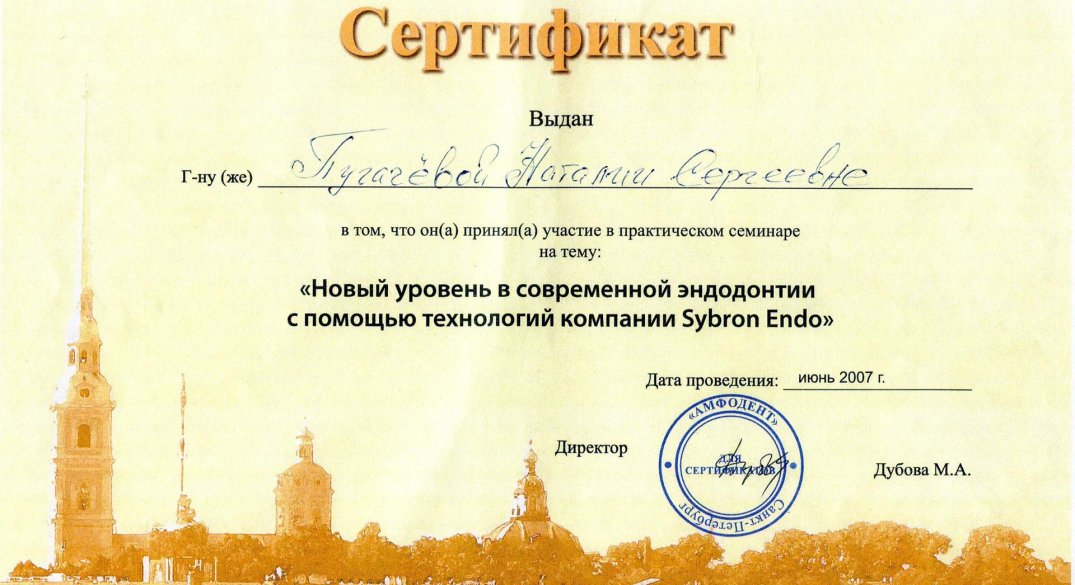 Сертификат
Выдан
Г-ну (же) Пугачёвой Наталии Сергеевне
в том, что он(а) принял(а) участие в практическом семинаре
на тему:
«Новый уровень в современной эндодонтии
с помощью технологий компании Sybron Endo»
Дата проведения: июнь 2007 г.
«АМФОДЕНТ»
Директор
ДЛЯ
СЕРТИФИКАТОВ
Дубова М.А.
Санкт-Петербург